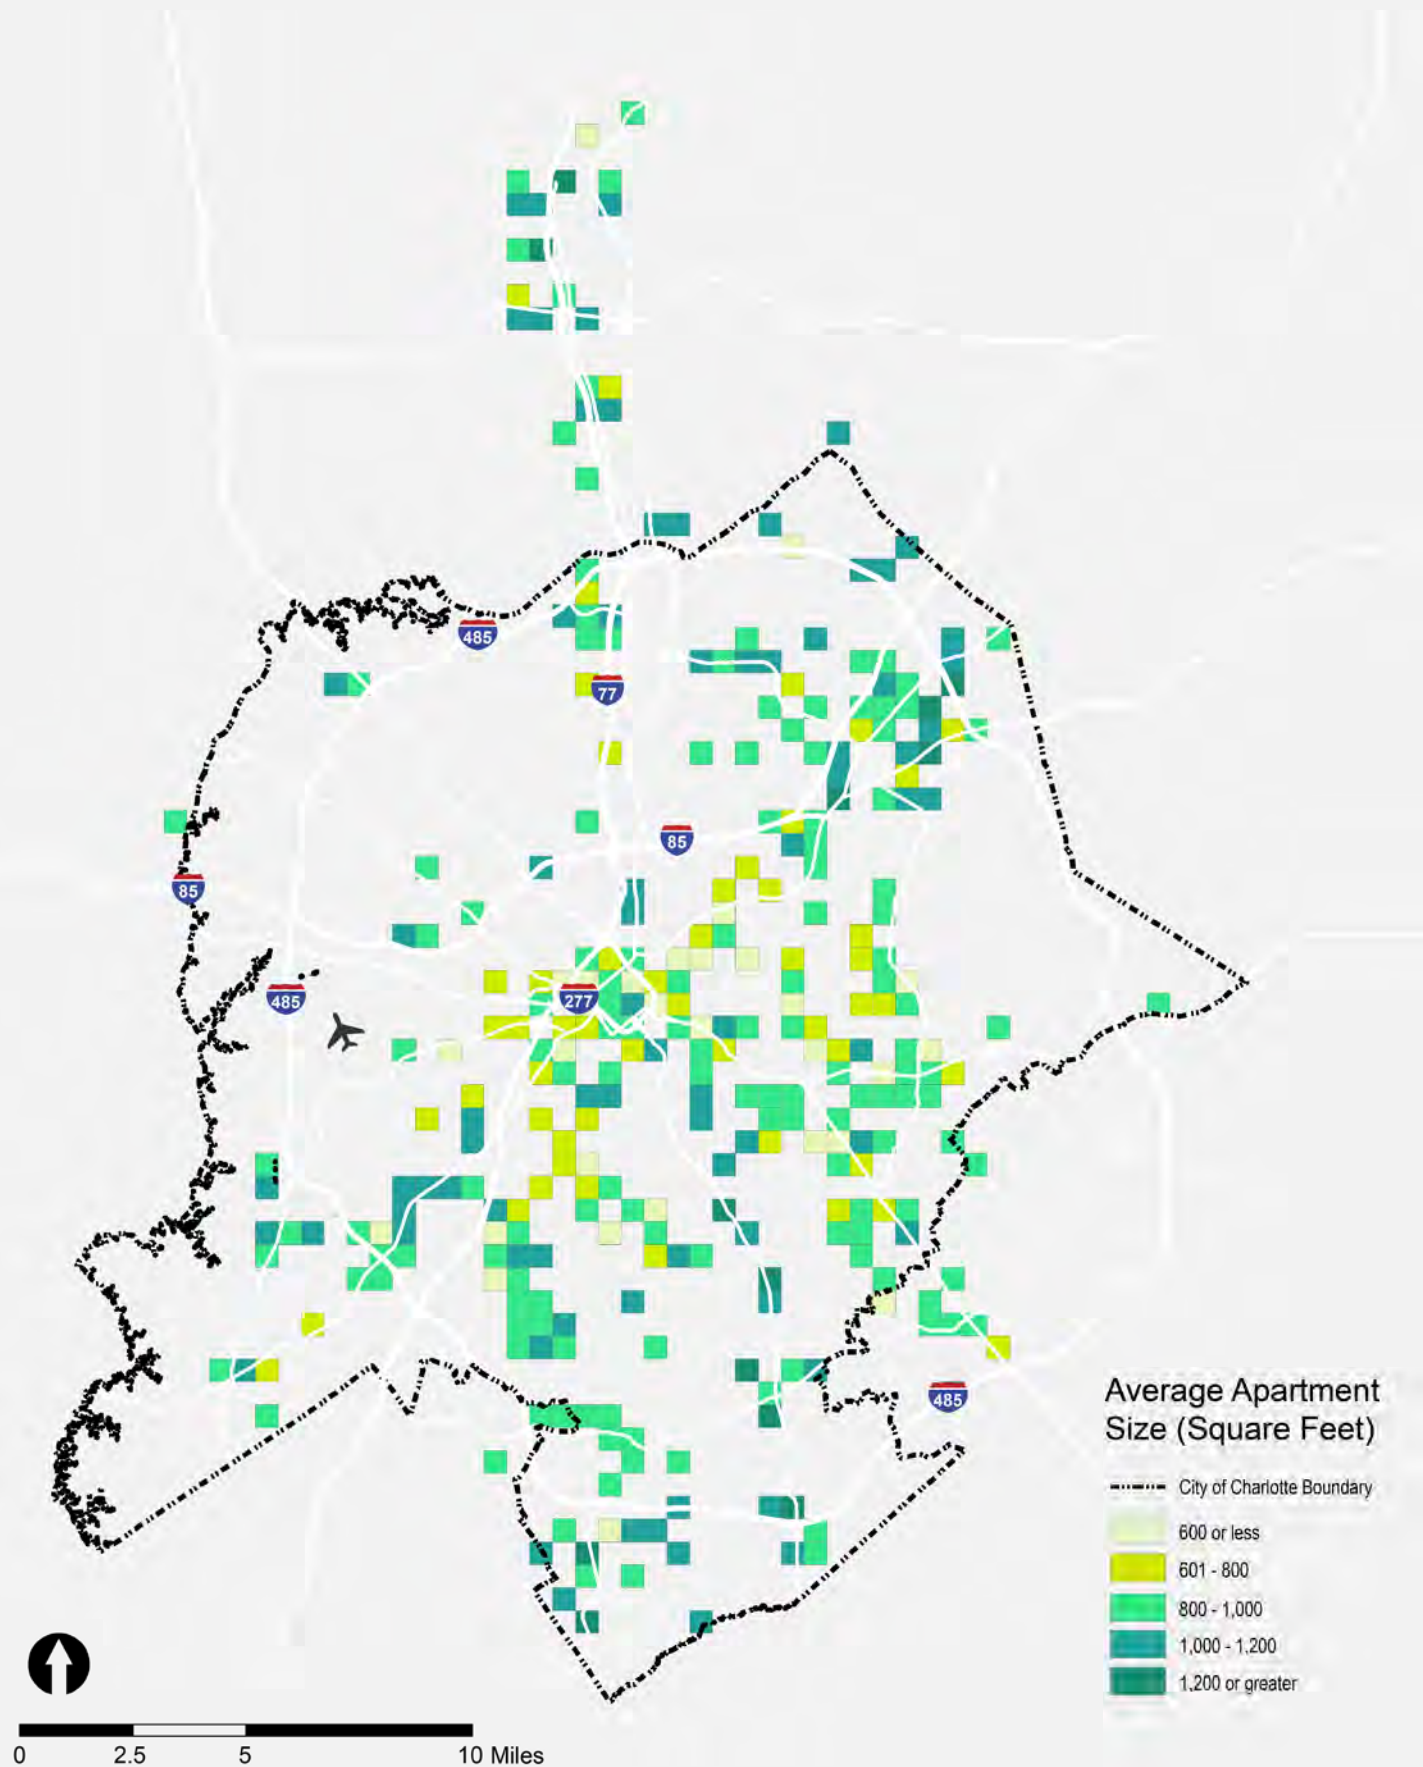 485
77
85
85
277
485
485
Average Apartment
Size (Square Feet)
City of Charlotte Boundary
600 or less
601 - 800
800 - 1,000
1,000 - 1,200
1,200 or greater
0 2.5 5 10 Miles